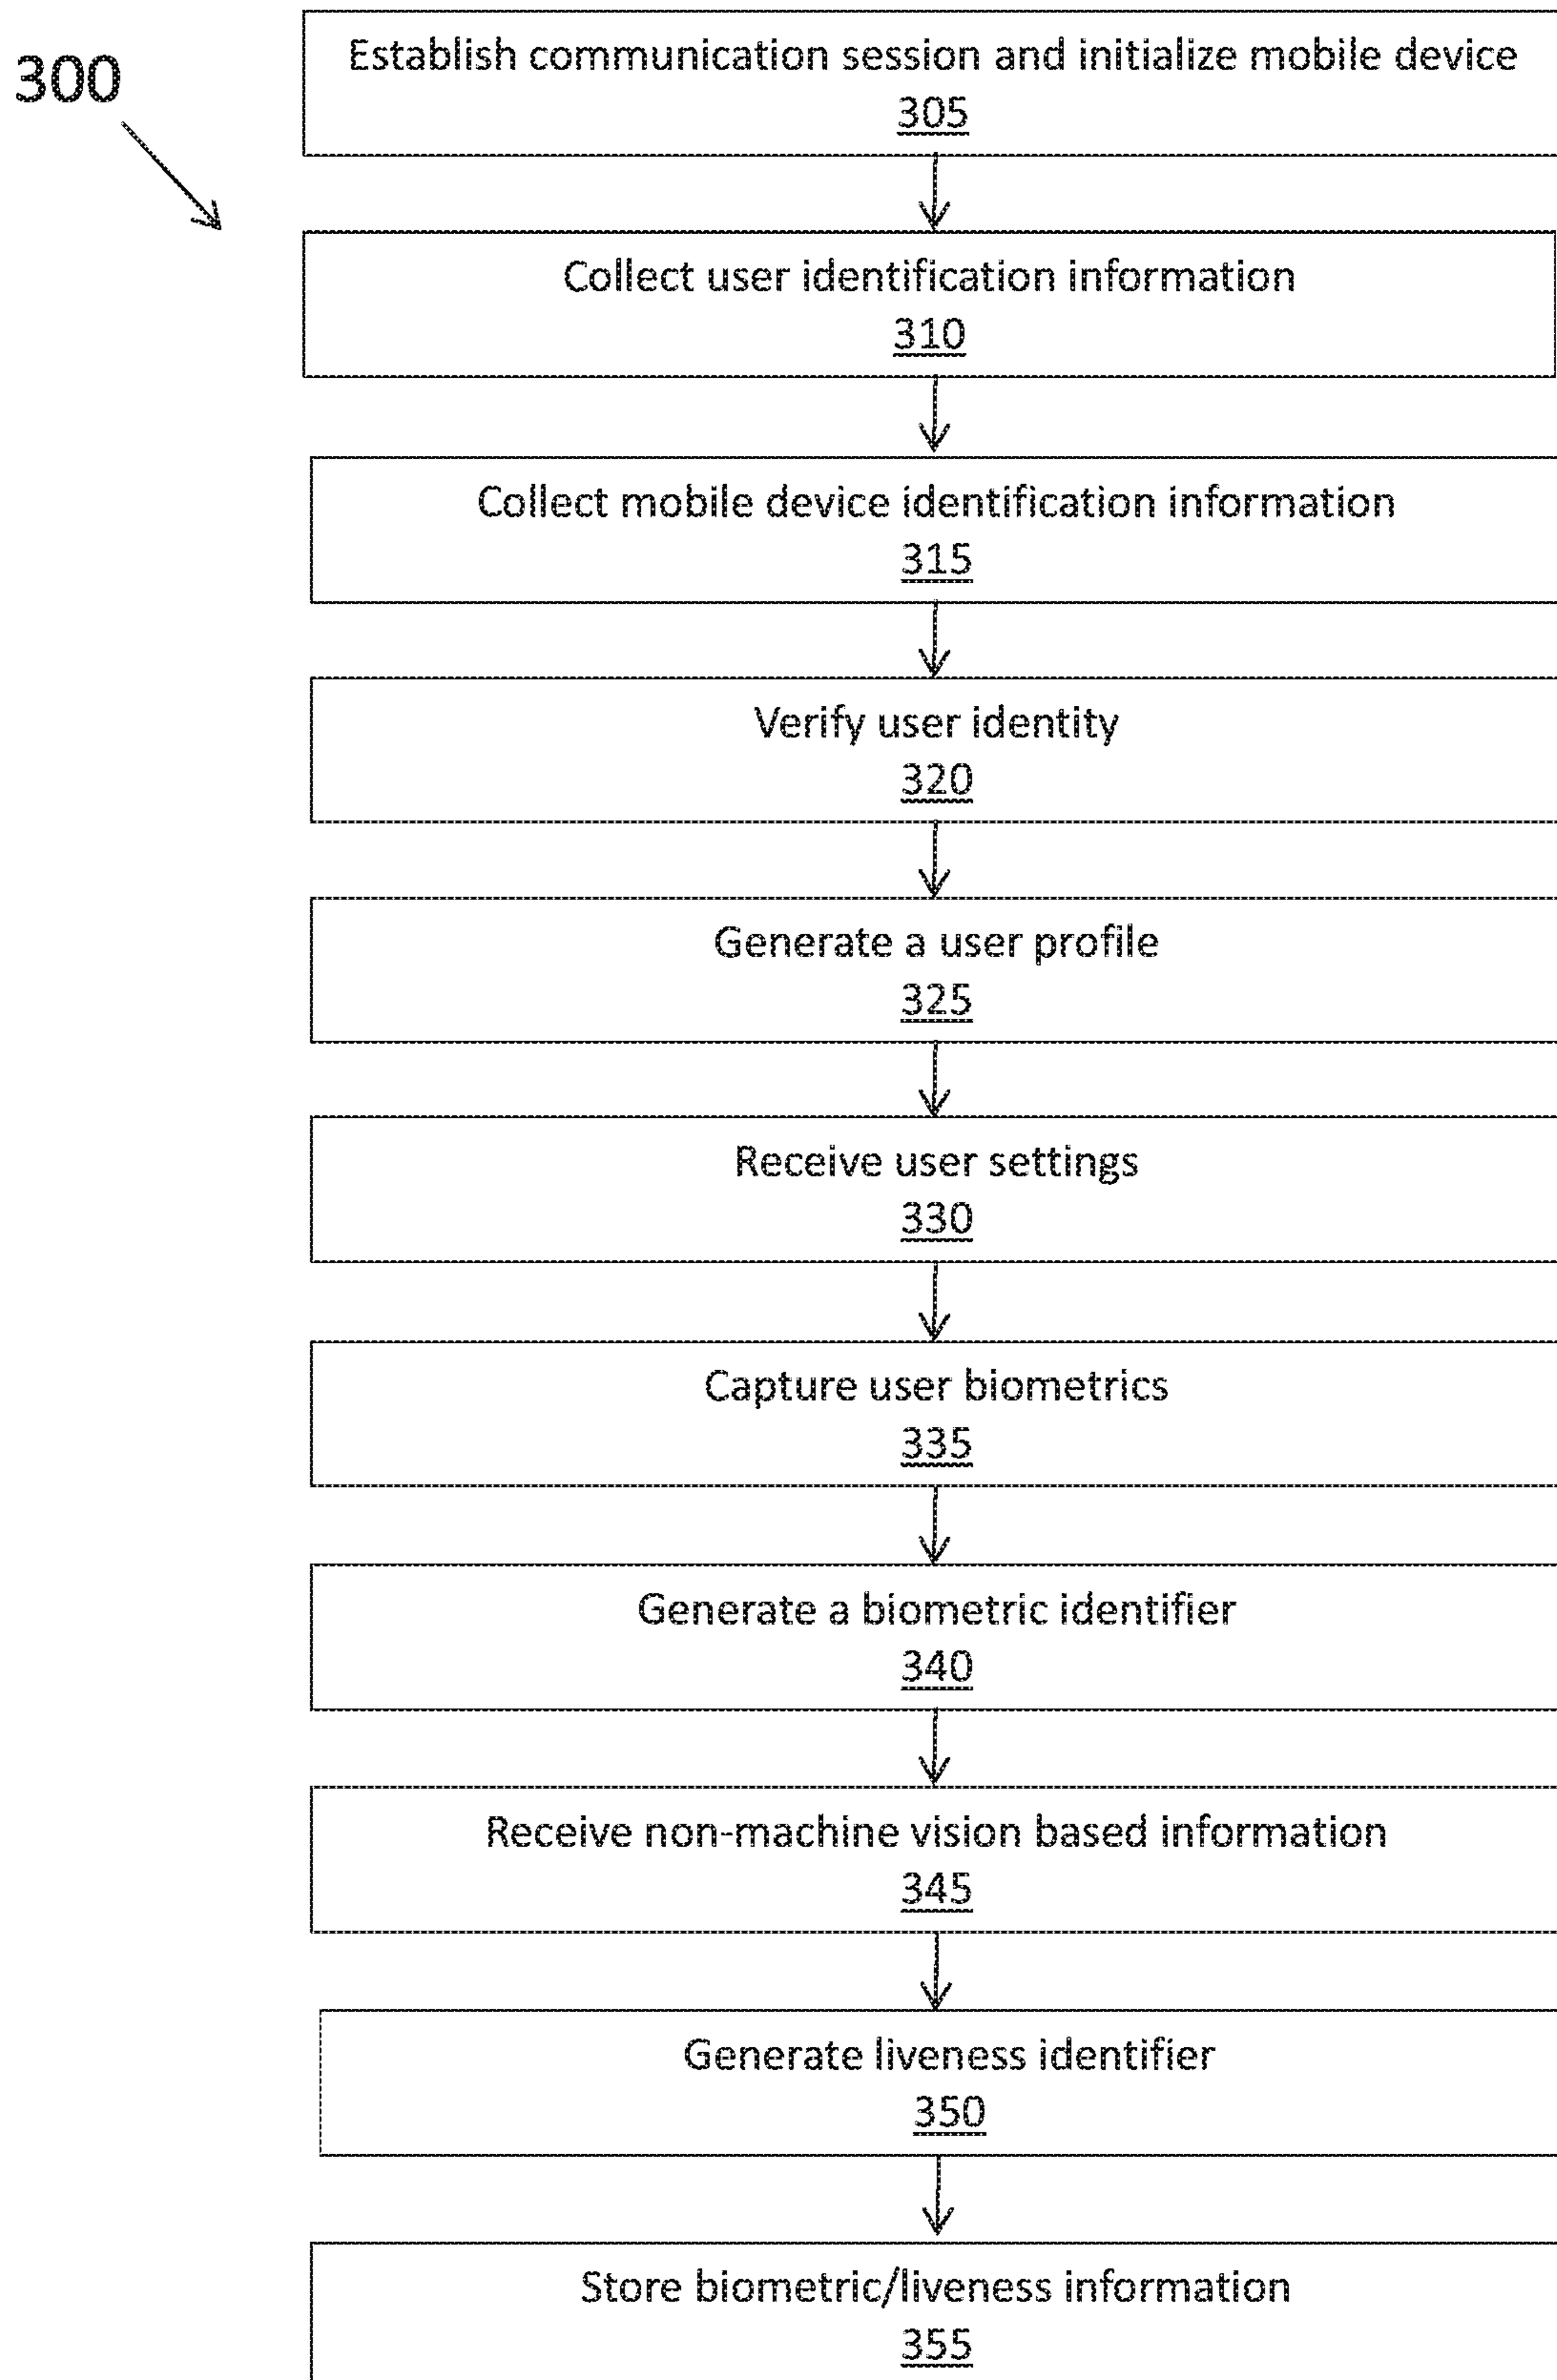 300
Establish communication session and initialize mobile device
305
Collect user identification information
310
Collect mobile device identification information
315
Verify user identity
320
Generate a user profile
325
Receive user settings
330
Capture user biometrics
335
Generate a biometric identifier
340
Receive non-machine vision based information
345
Generate liveness identifier
350
Store biometric/liveness information
355